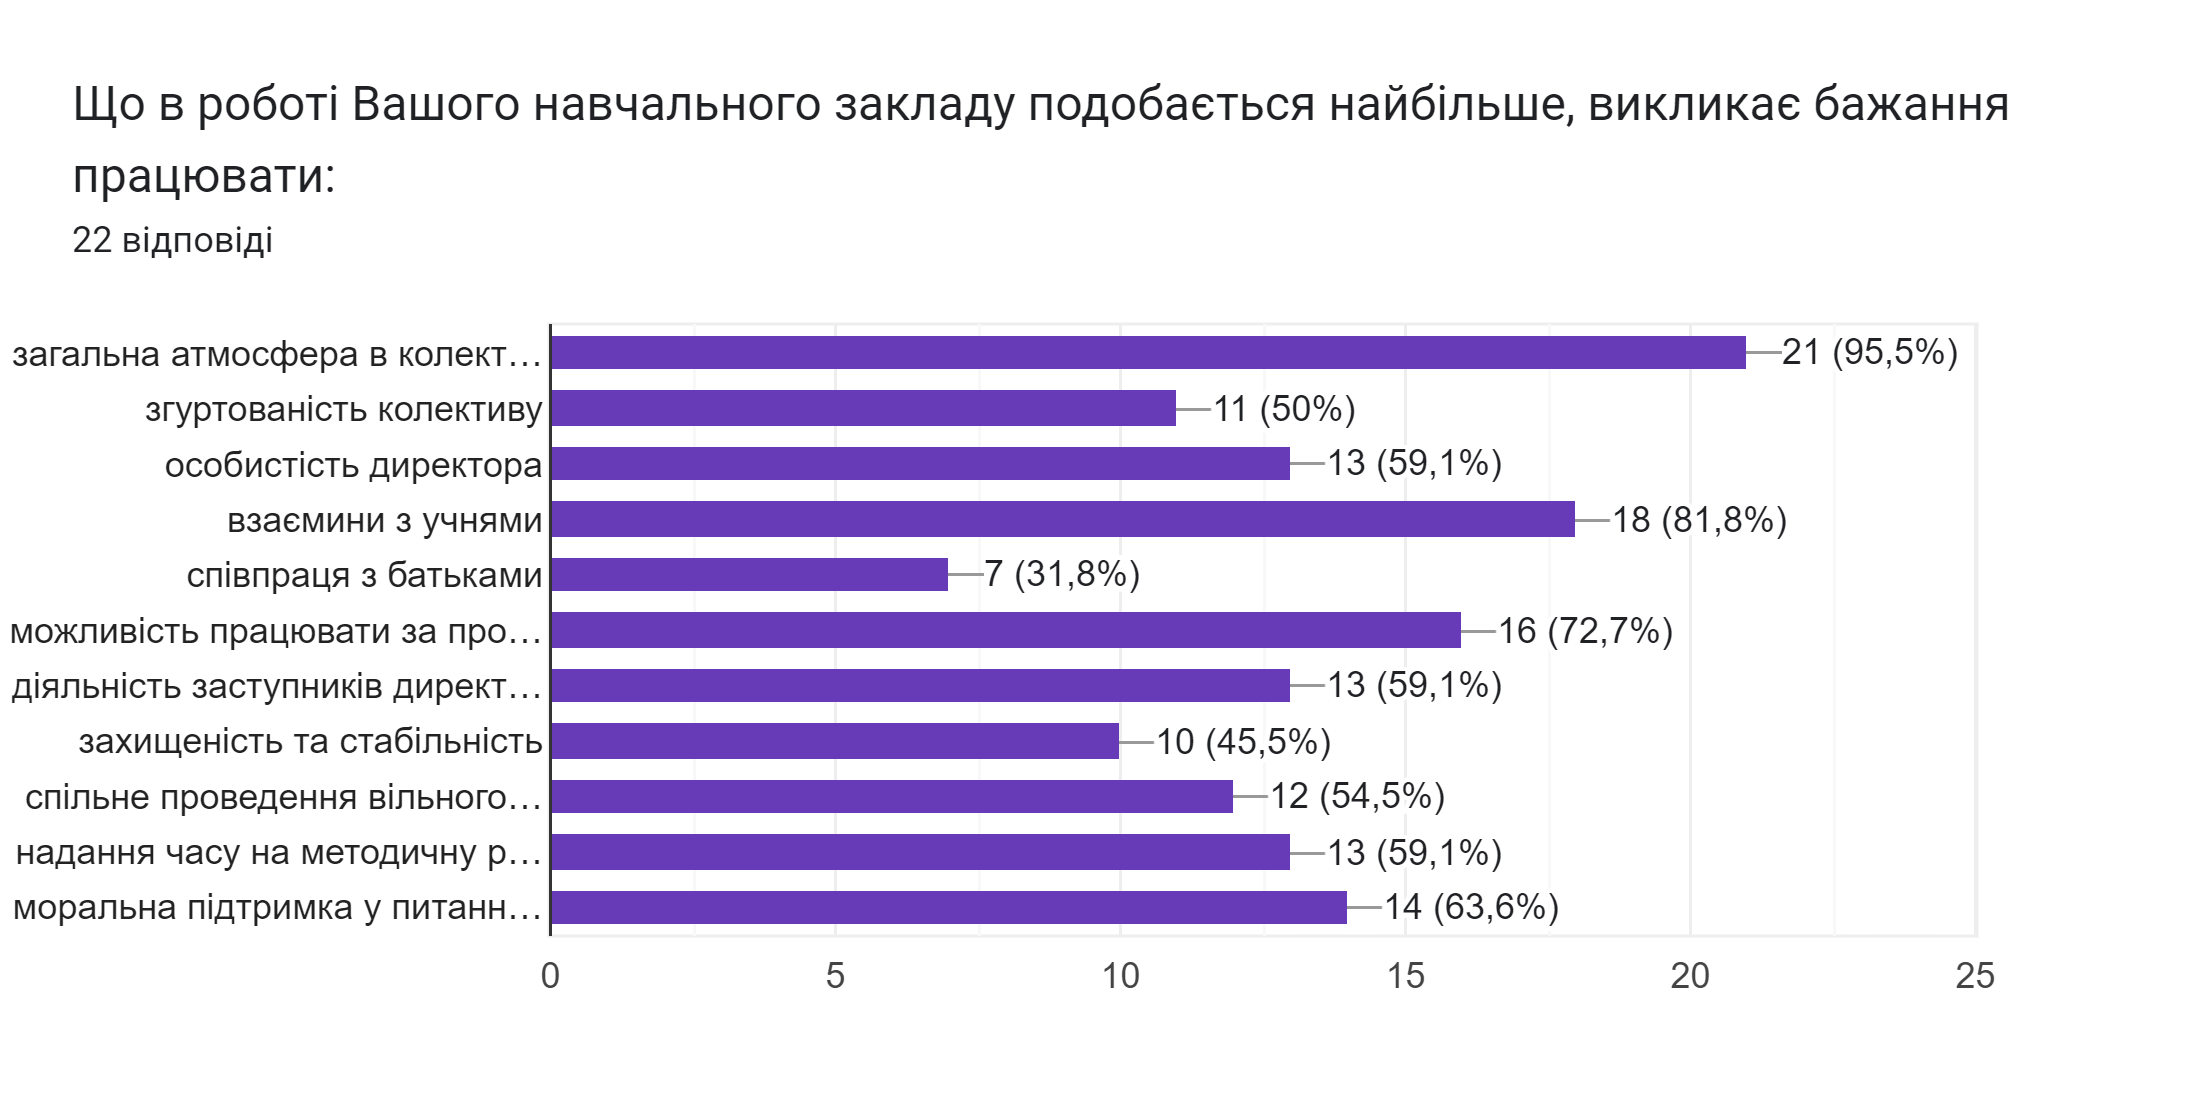 Що в роботі Вашого навчального закладу подобається найбільше, викликає бажання
працювати:
22 відповіді
загальна атмосфера в колект… 21 (95,5%)
згуртованість колективу 11 (50%)
особистість директора 13 (59,1%)
взаємини з учнями 18 (81,8%)
співпраця з батьками 7 (31,8%)
можливість працювати за про… 16 (72,7%)
діяльність заступників директ… 13 (59,1%)
захищеність та стабільність 10 (45,5%)
спільне проведення вільного… 12 (54,5%)
надання часу на методичну р… 13 (59,1%)
моральна підтримка у питанн… 14 (63,6%)
0 5 10 15 20 25